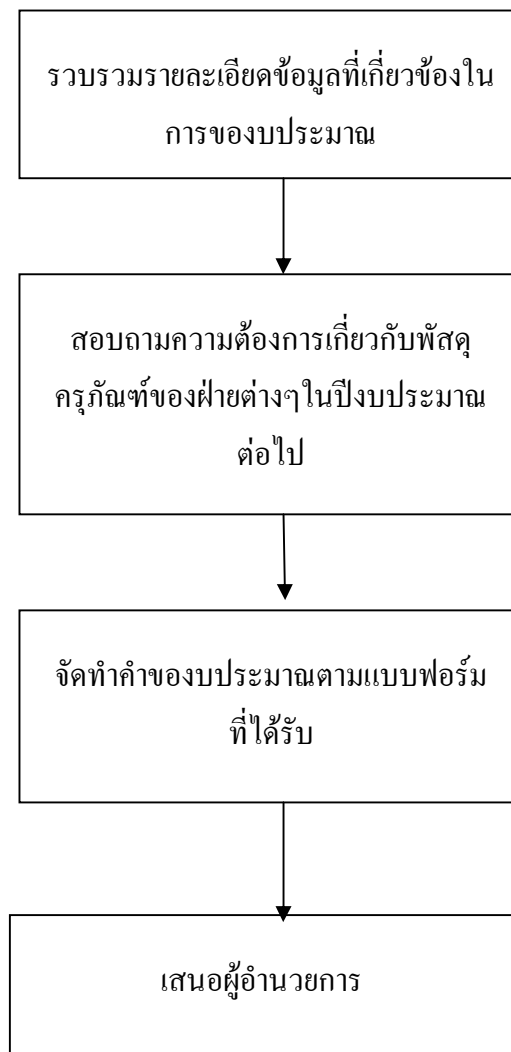 รวบรวมรายละเอียดข้อมูลที่เกี่ยวข้องใน
การของบประมาณ
สอบถามความต้องการเกี่ยวกับพัสดุ
ครุภัณฑ์ของฝ่ายต่างๆในปีงบประมาณ
ต่อไป
จัดทำคำของบประมาณตามแบบฟอร์ม
ที่ได้รับ
เสนอผู้อำนวยการ